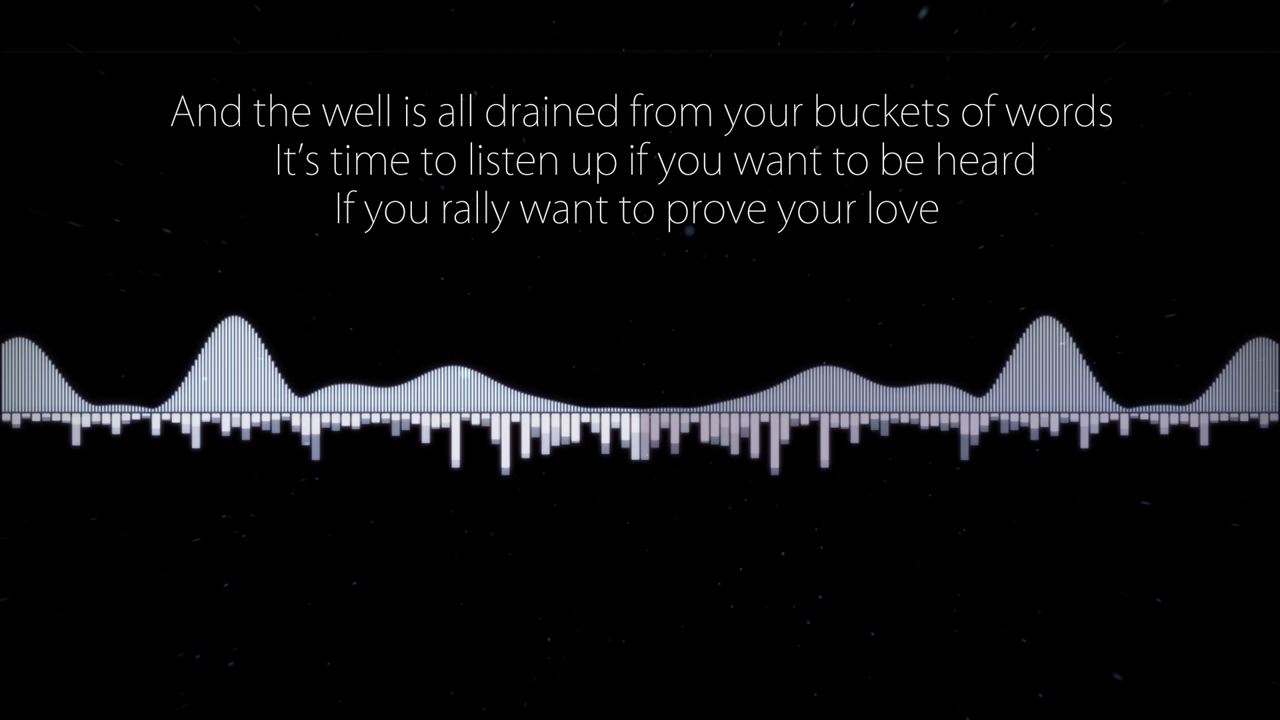 And the well is all drained from your buckets of words
It’s time to listen up if you want to be heard
If you rally want to prove your love